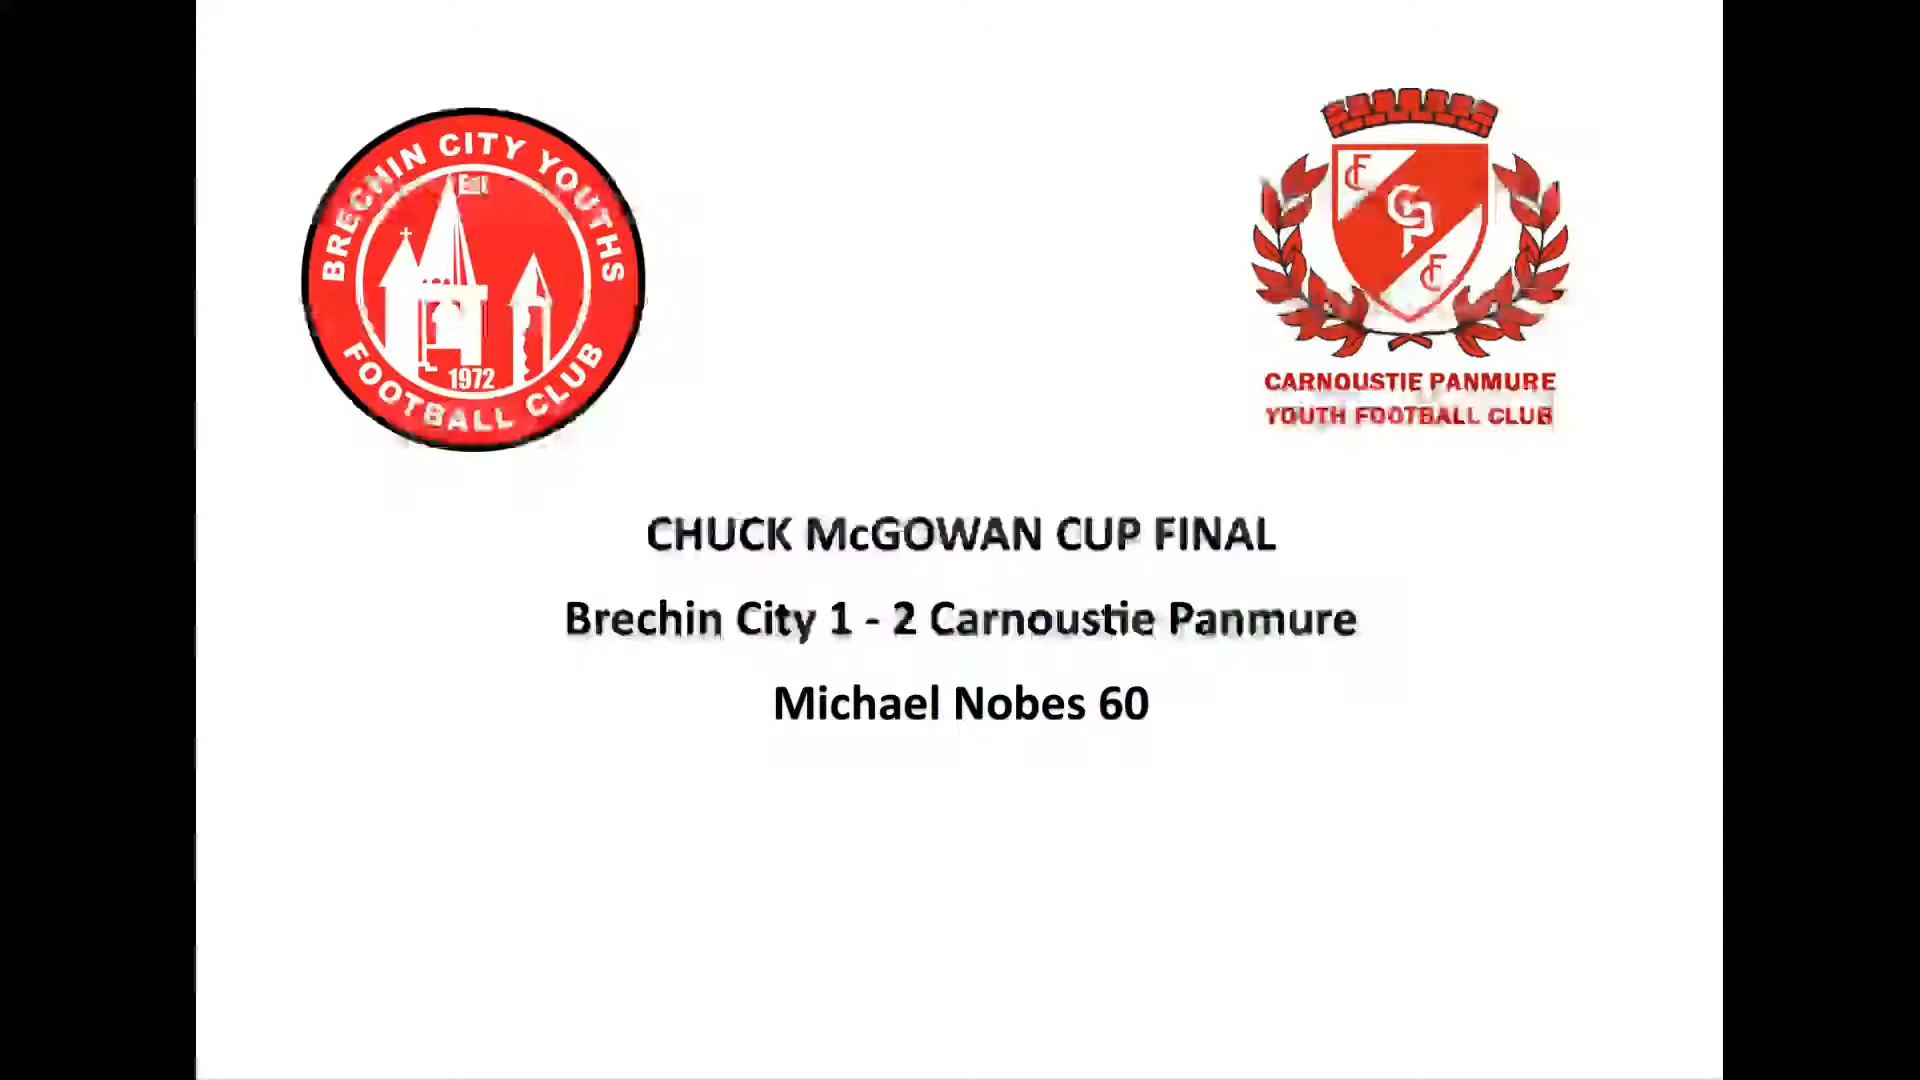 BRECHIN CITY YOUTHS
FOOTBALL CLUB
1972
CARNOUSTIE PANMURE
YOUTH FOOTBALL CLUB
CHUCK McGOWAN CUP FINAL
Brechin City 1 - 2 Carnoustie Panmure
Michael Nobes 60